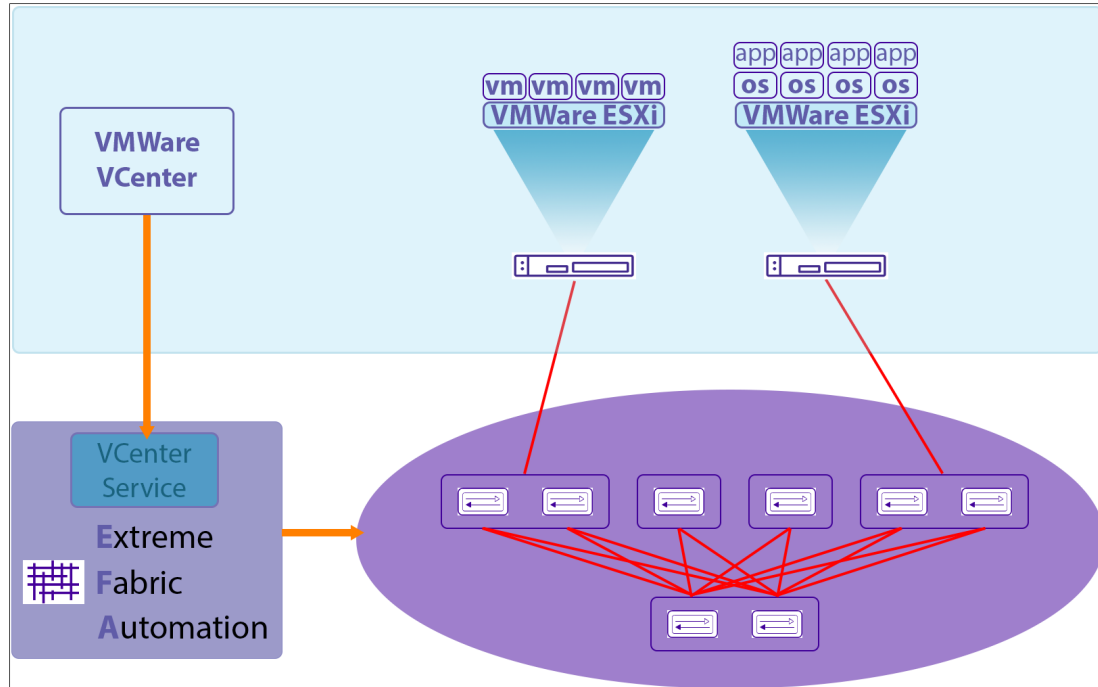 VMWare
VCenter
vm vm vm vm
VMWare ESXi
app app app app
os os os os
VMWare ESXi
VCenter
Service
Extreme
Fabric
Automation